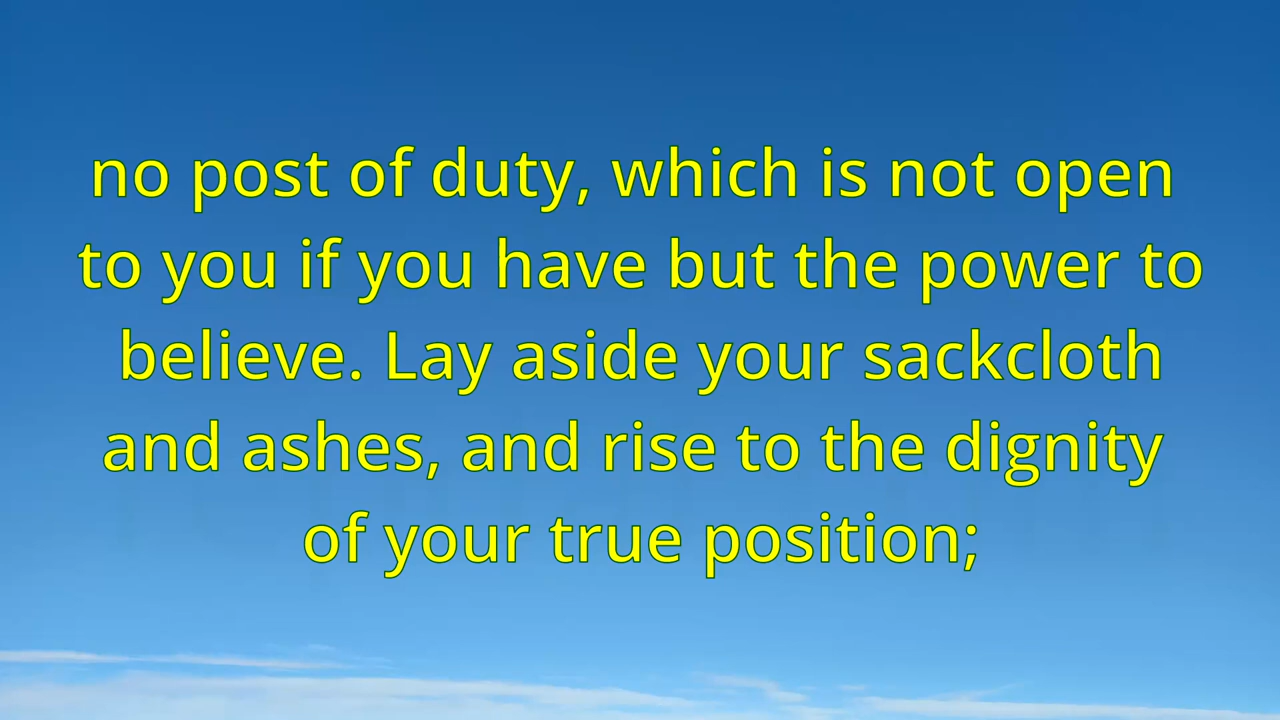 no post of duty, which is not open
to you if you have but the power to
believe. Lay aside your sackcloth
and ashes, and rise to the dignity
of your true position;